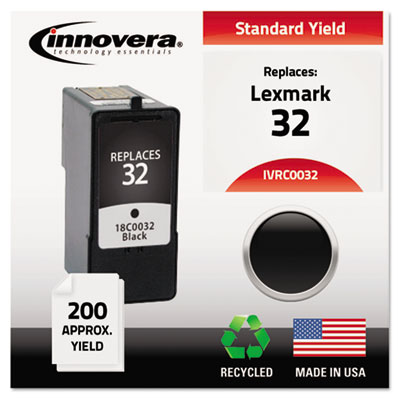 innovera®
technology essentials
Standard Yield
Replaces:
Lexmark
32
IVRC0032
REPLACES
32
18C0032
Black
200
APPROX.
YIELD
RECYCLED
MADE IN USA